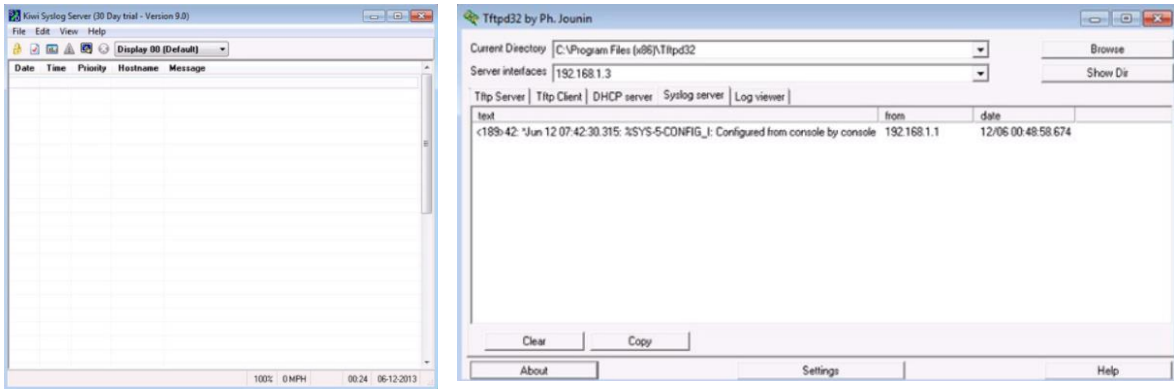 Kiwi Syslog Server (30 Day trial - Version 9.0)
File Edit View Help
Display 00 (Default)
Date Time Priority Hostname Message
100% 0 MPH 00:24 06-12-2013
Tftpd32 by Ph. Jounin
Current Directory C:\Program Files (x86)\Tftpd32 Browse
Server interfaces 192.168.1.3 Show Dir
Tftp Server Tftp Client DHCP server Syslog server Log viewer
text from date
<189>42: *Jun 12 07:42:30.315: %SYS-5-CONFIG_I: Configured from console by console 192.168.1.1 12/06 00:48:58.674
Clear Copy
About Settings Help